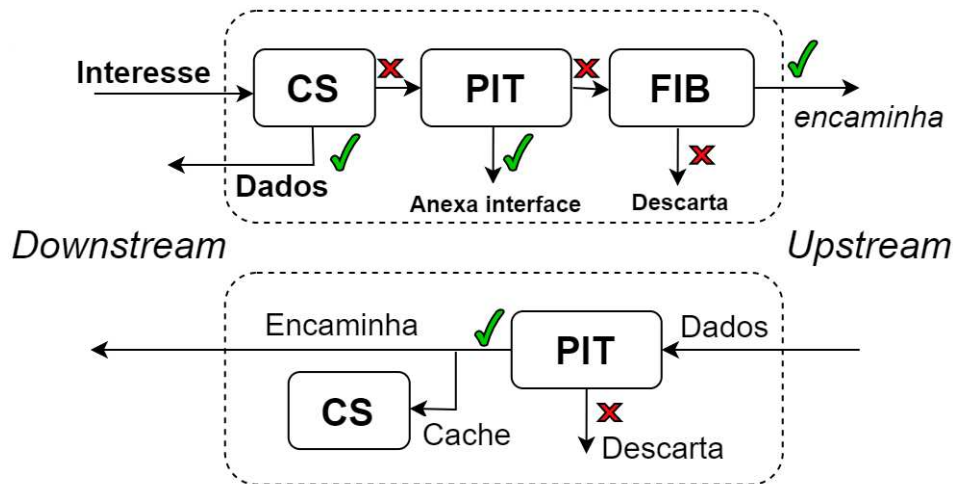 Interesse
CS
PIT
FIB
encaminha
Dados
Anexa interface
Descarta
Downstream
Upstream
Encaminha
PIT
Dados
CS
Cache
Descarta